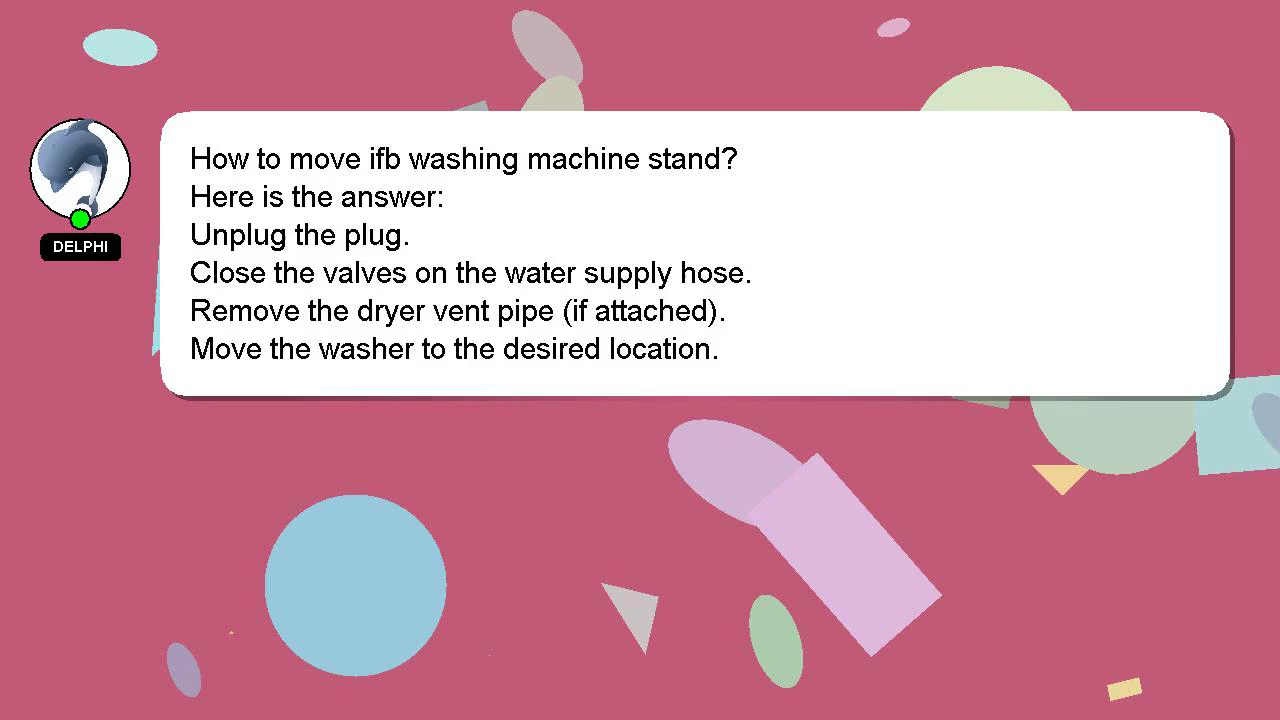 How to move ifb washing machine stand?
Here is the answer:
Unplug the plug.
Close the valves on the water supply hose.
Remove the dryer vent pipe (if attached).
Move the washer to the desired location.
DELPHI